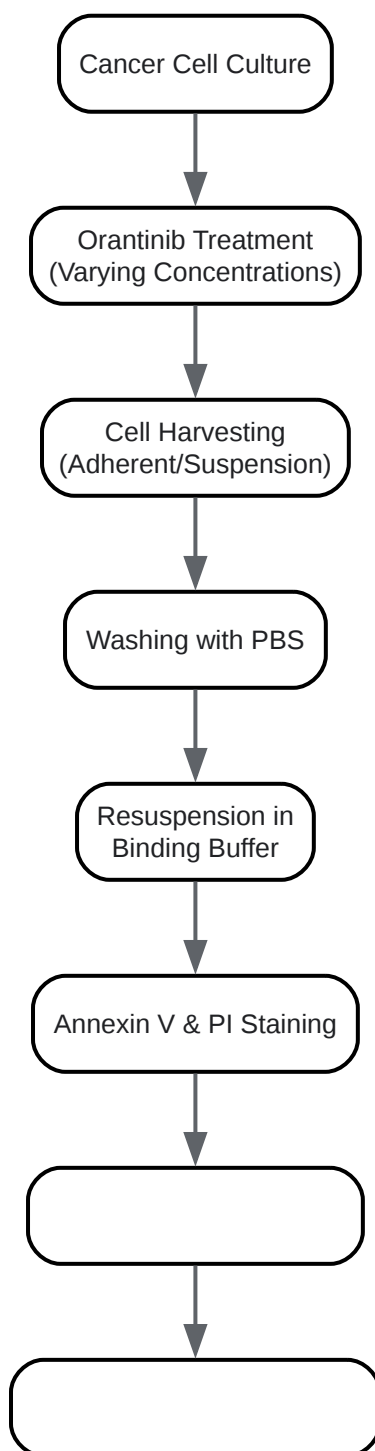 Cancer Cell Culture
Orantinib Treatment
(Varying Concentrations)
Cell Harvesting
(Adherent/Suspension)
Washing with PBS
Resuspension in
Binding Buffer
Annexin V & PI Staining